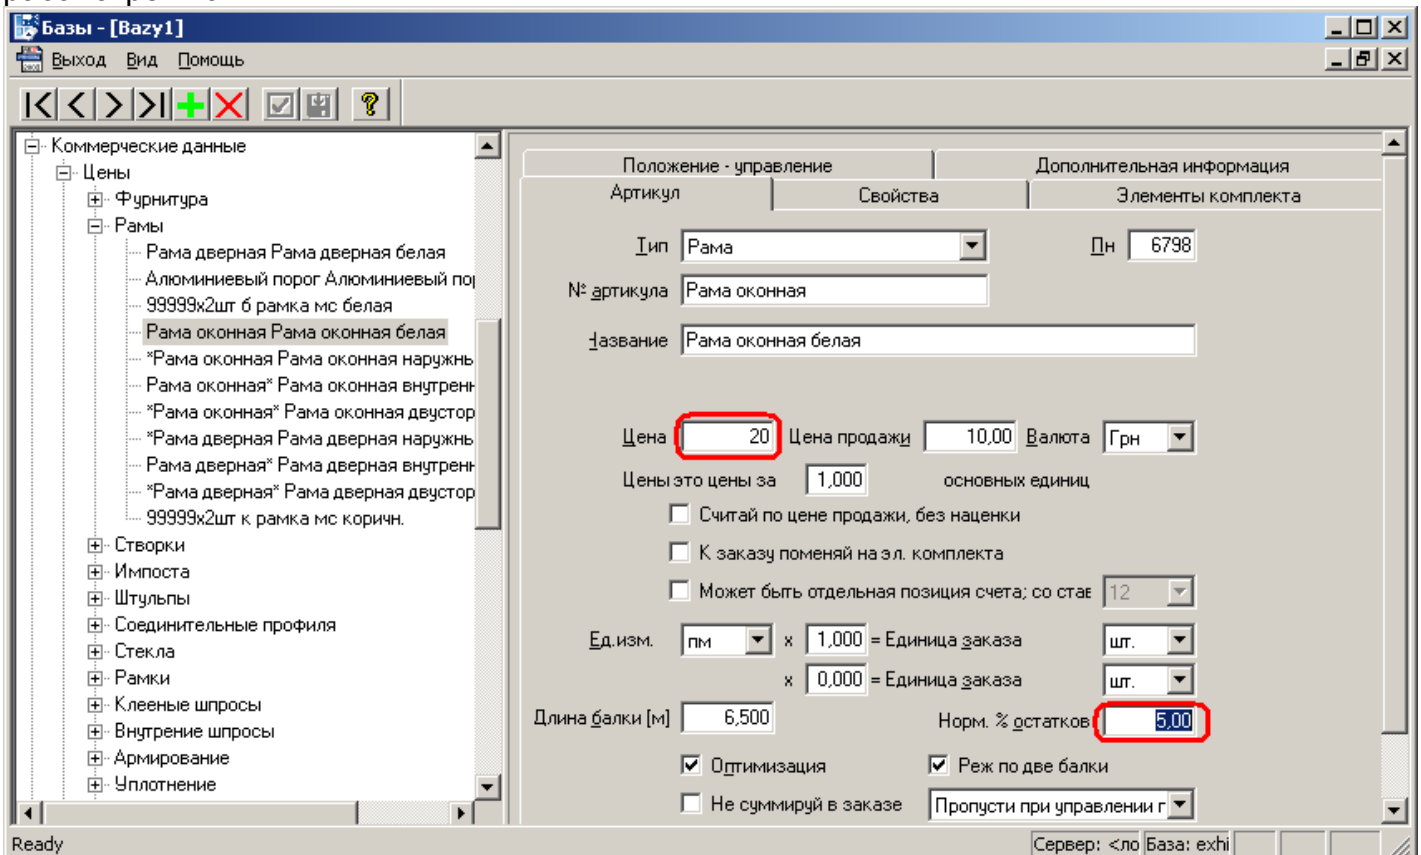 Базы - [Bazy1]
Выход Вид Помощь
Коммерческие данные
Цены
Фурнитура
Рамы
Рама дверная Рама дверная белая
Алюминиевый порог Алюминиевый пор
99999х2шт б рамка мс белая
Рама оконная Рама оконная белая
*Рама оконная Рама оконная наружнь
Рама оконная* Рама оконная внутренн
*Рама оконная* Рама оконная двустор
*Рама дверная Рама дверная наружнь
Рама дверная* Рама дверная внутренн
*Рама дверная* Рама дверная двустор
99999х2шт к рамка мс коричн.
Створки
Импоста
Штульпы
Соединительные профиля
Стекла
Рамки
Клееные шпросы
Внутрение шпросы
Армирование
Уплотнение
Положение - управление Дополнительная информация
Артикул Свойства Элементы комплекта
Тип Рама Пн 6798
№ артикула Рама оконная
Название Рама оконная белая
Цена 20 Цена продажи 10,00 Валюта Грн
Цены это цены за 1,000 основных единиц
Считай по цене продажи, без наценки
К заказу поменяй на эл. комплекта
Может быть отдельная позиция счета; со став 12
Ед.изм. пм x 1,000 = Единица заказа шт.
x 0,000 = Единица заказа шт.
Длина балки [м] 6,500 Норм. % остатков 5,00
Оптимизация Реж по две балки
Не суммируй в заказе Пропусти при управлении г
Ready Сервер: <ло База: exhi